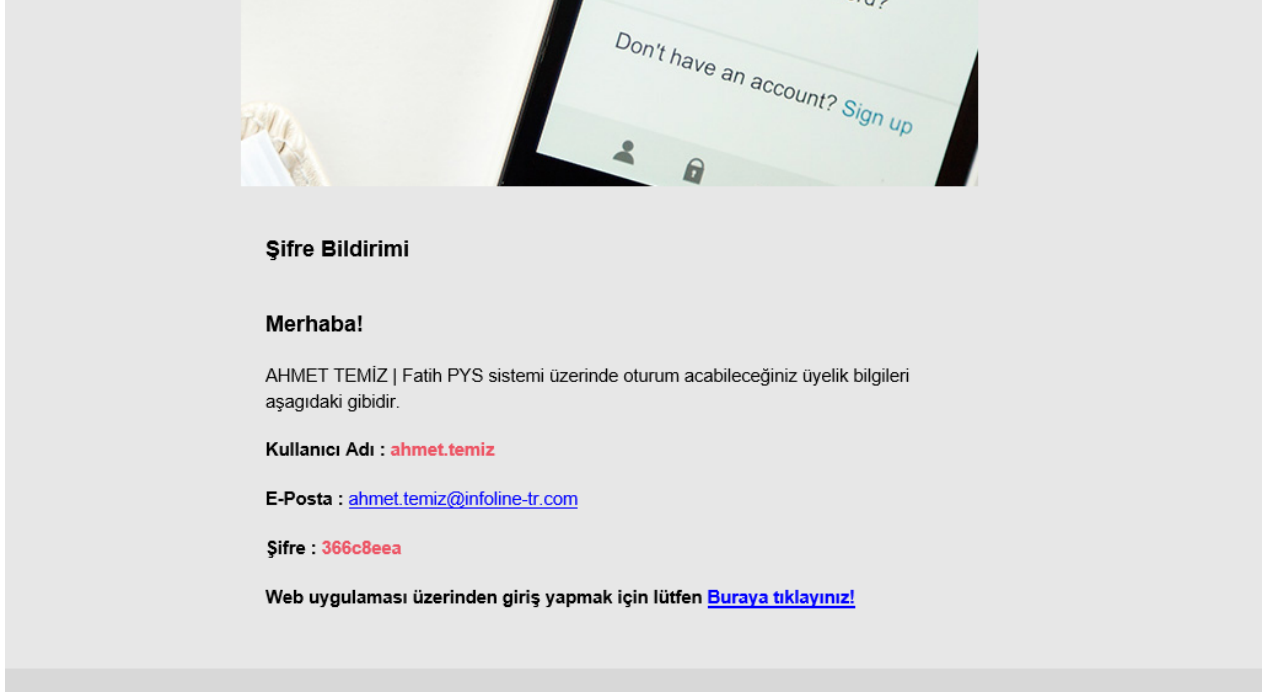 Don't have an account? Sign up
Şifre Bildirimi
Merhaba!
AHMET TEMİZ | Fatih PYS sistemi üzerinde oturum acabileceğiniz üyelik bilgileri
aşagıdaki gibidir.
Kullanıcı Adı : ahmet.temiz
E-Posta : ahmet.temiz@infoline-tr.com
Şifre : 366c8eea
Web uygulaması üzerinden giriş yapmak için lütfen Buraya tıklayınız!